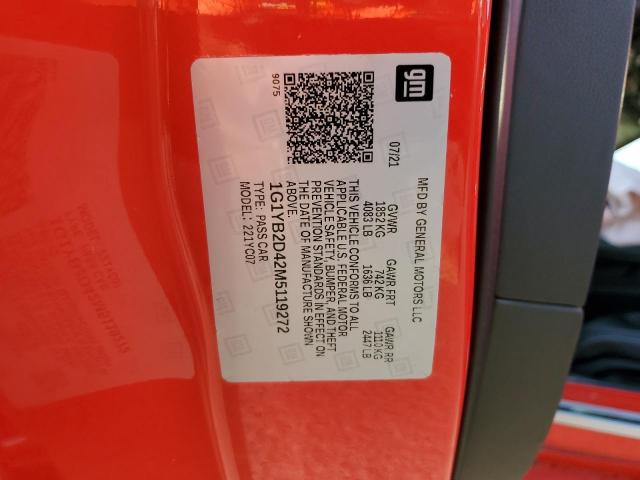 gm
07/21
9075
MFD BY GENERAL MOTORS LLC
GVWR GAWR FRT GAWR RR
1852 KG 742 KG 1110 KG
4083 LB 1636 LB 2447 LB
THIS VEHICLE CONFORMS TO ALL
APPLICABLE U.S. FEDERAL MOTOR
VEHICLE SAFETY, BUMPER, AND THEFT
PREVENTION STANDARDS IN EFFECT ON
THE DATE OF MANUFACTURE SHOWN
ABOVE.
1G1YB2D42M5119272
TYPE: PASS CAR
MODEL: 221YC07